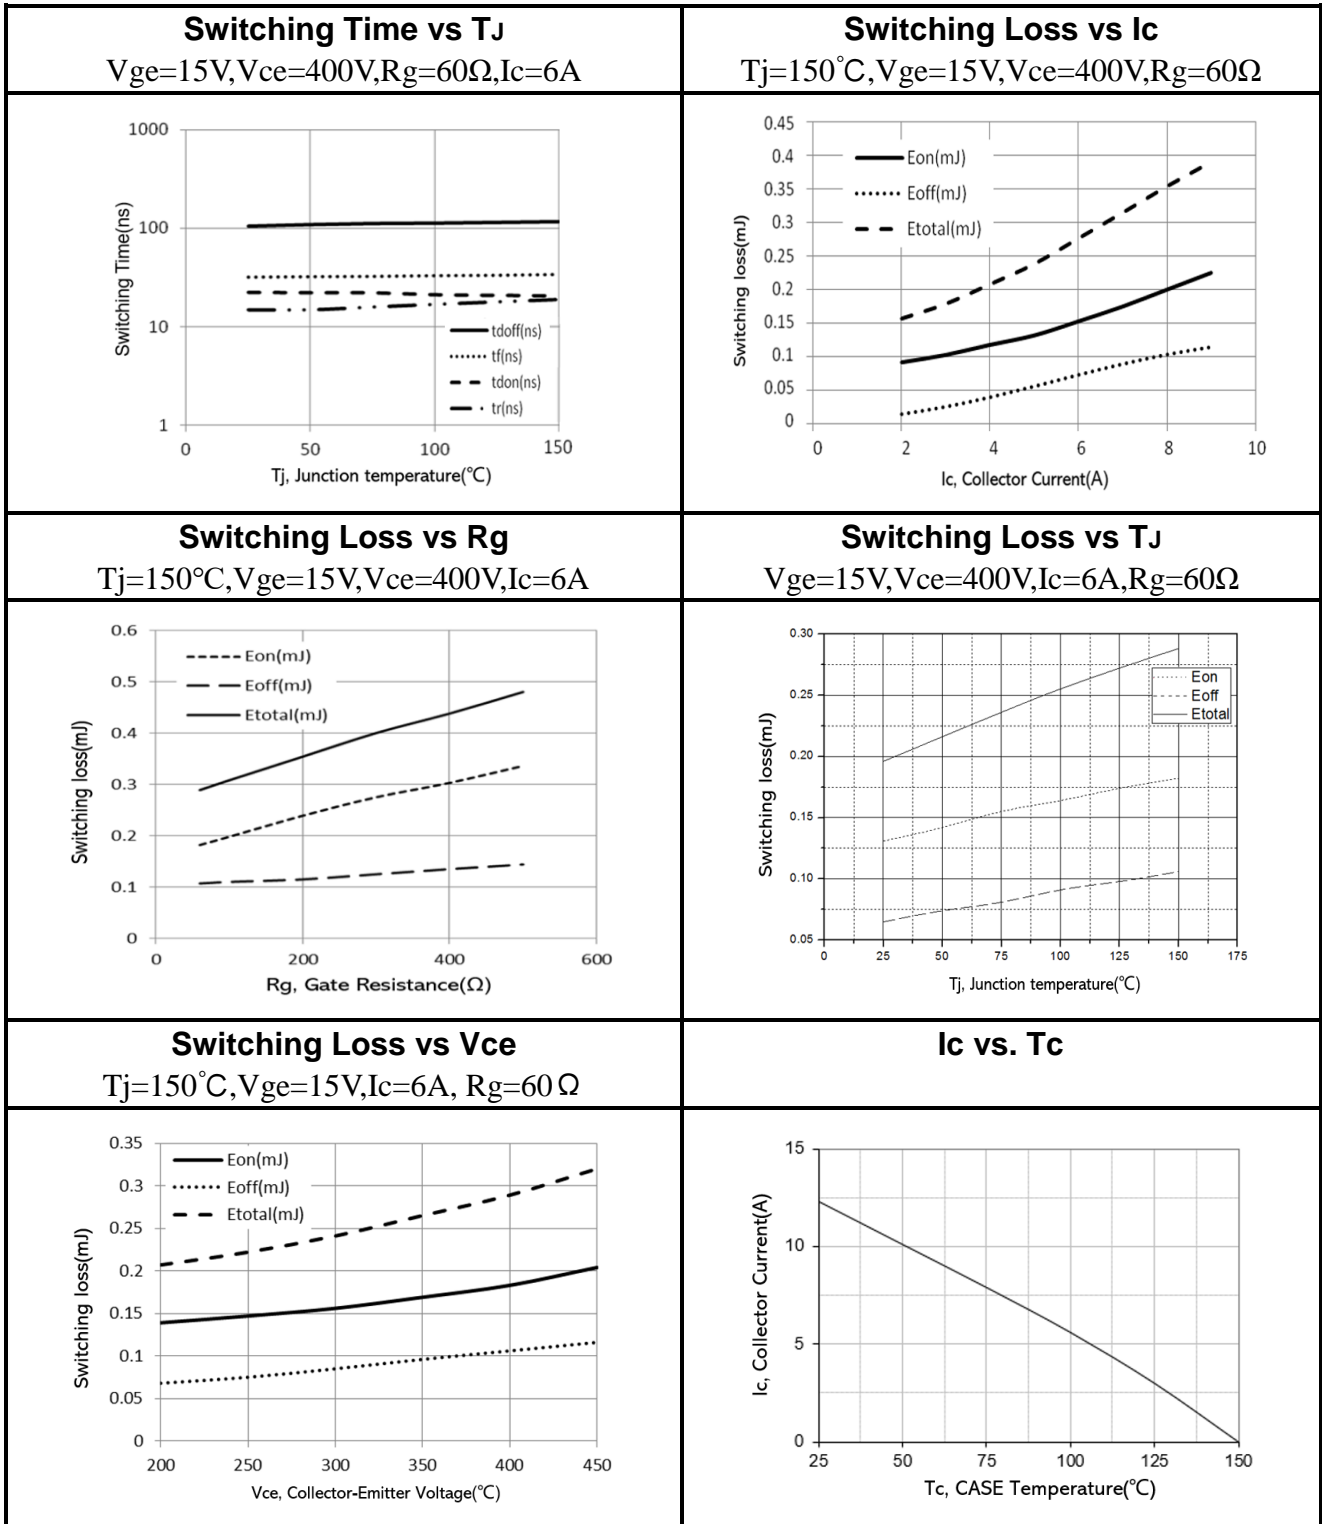 Switching Time vs TJ
Vge=15V,Vce=400V,Rg=60Ω,Ic=6A
Switching Loss vs Ic
Tj=150℃,Vge=15V,Vce=400V,Rg=60Ω
1000
100
10
1
0
50
100
150
Switching Time(ns)
tdoff(ns)
tf(ns)
tdon(ns)
tr(ns)
Tj, Junction temperature(℃)
0.45
0.4
0.35
0.3
0.25
0.2
0.15
0.1
0.05
0
0
2
4
6
8
10
Switching loss(mJ)
Eon(mJ)
Eoff(mJ)
Etotal(mJ)
Ic, Collector Current(A)
Switching Loss vs Rg
Tj=150℃,Vge=15V,Vce=400V,Ic=6A
Switching Loss vs TJ
Vge=15V,Vce=400V,Ic=6A,Rg=60Ω
0.6
0.5
0.4
0.3
0.2
0.1
0
0
200
400
600
Switching loss(mJ)
Eon(mJ)
Eoff(mJ)
Etotal(mJ)
Rg, Gate Resistance(Ω)
0.30
0.25
0.20
0.15
0.10
0.05
0
25
50
75
100
125
150
175
Switching loss(mJ)
Eon
Eoff
Etotal
Tj, Junction temperature(℃)
Switching Loss vs Vce
Tj=150℃,Vge=15V,Ic=6A, Rg=60Ω
Ic vs. Tc
0.35
0.3
0.25
0.2
0.15
0.1
0.05
0
200
250
300
350
400
450
Switching loss(mJ)
Eon(mJ)
Eoff(mJ)
Etotal(mJ)
Vce, Collector-Emitter Voltage(℃)
15
10
5
0
25
50
75
100
125
150
Ic, Collector Current(A)
Tc, CASE Temperature(℃)